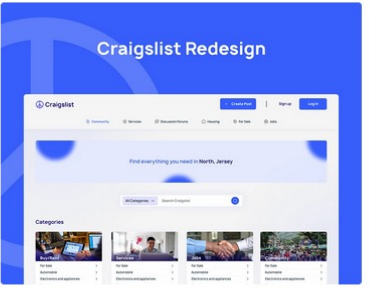 Craigslist Redesign
Craigslist
+ Create Post
Sign up
Log In
Community
Services
Discussion Forums
Housing
For Sale
Jobs
Find everything you need in North, Jersey
All Categories
Search Craigslist
Categories
Buy/Rent
Services
Jobs
Community
For Sale
For Sale
For Sale
For Sale
Automobile
Automobile
Automobile
Automobile
Electronics and appliances
Electronics and appliances
Electronics and appliances
Electronics and appliances